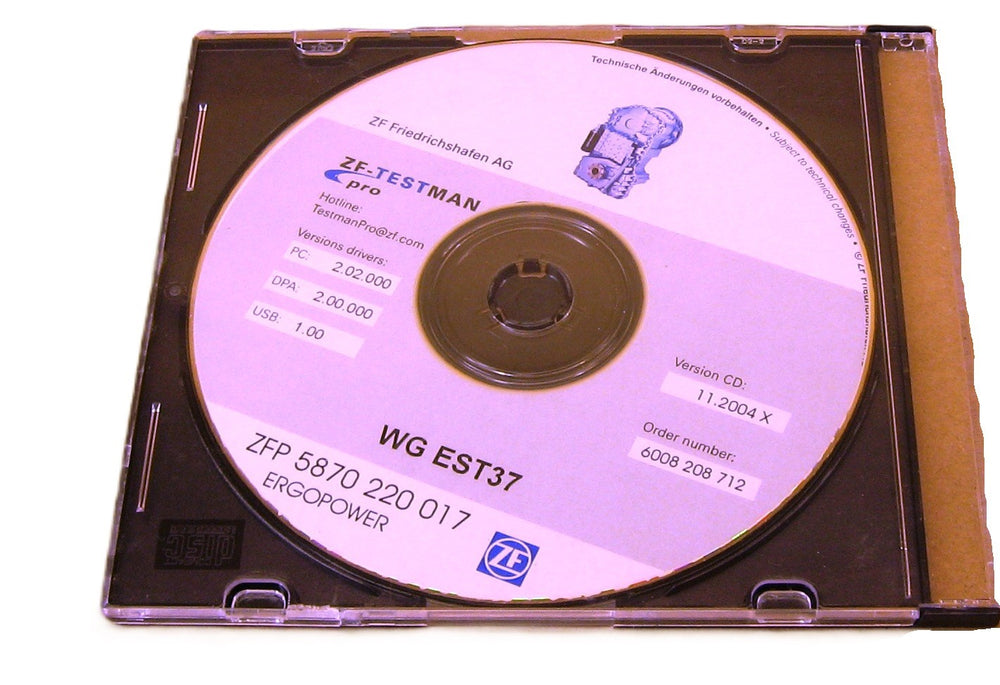 Technische Änderungen vorbehalten • Subject to technical changes •
ZF Friedrichshafen AG
ZF-TESTMAN
pro
Hotline:
TestmanPro@zf.com
Versions drivers:
PC: 2.02.000
DPA: 2.00.000
USB: 1.00
Version CD:
11.2004 X
Order number:
6008 208 712
WG EST37
ZFP 5870 220 017
ERGOPOWER
ZF
disc